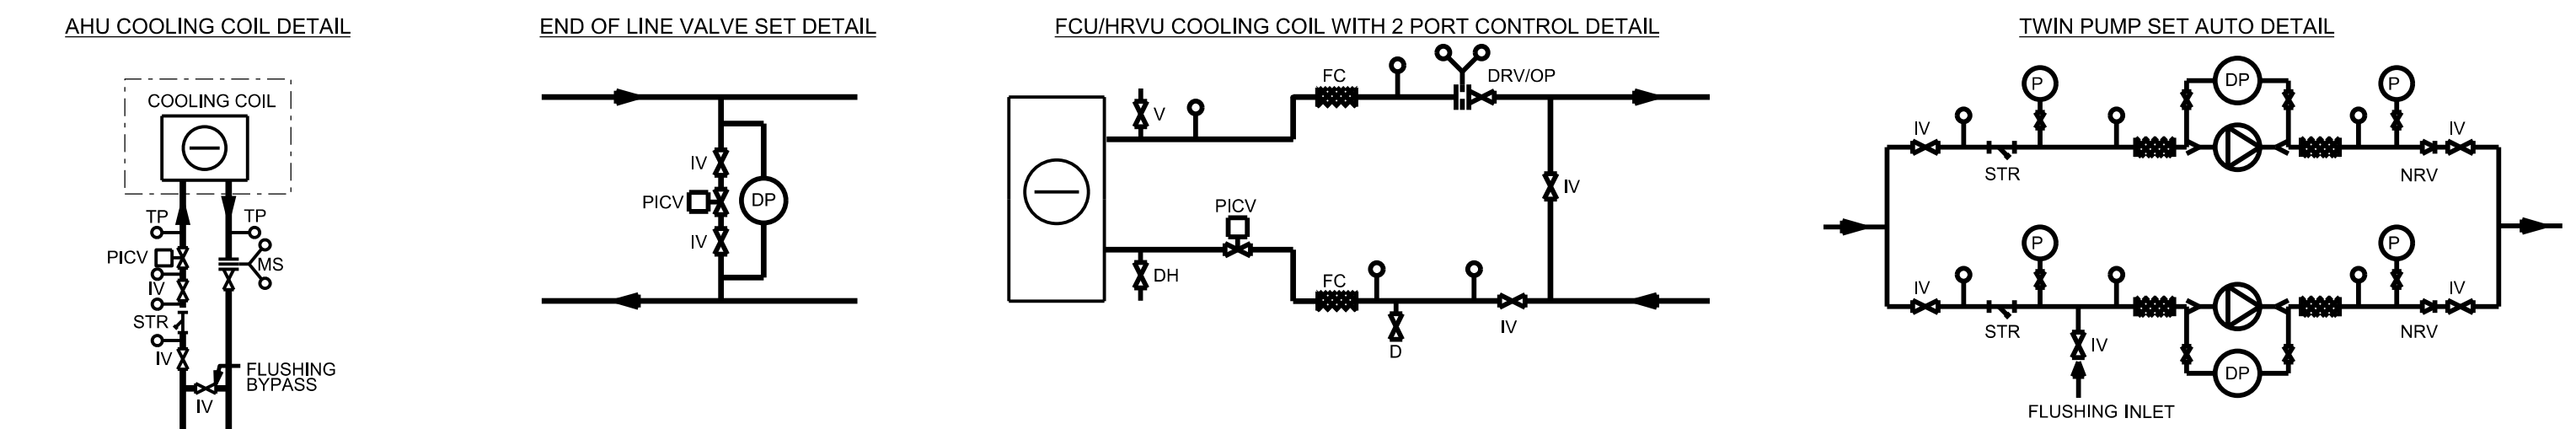 AHU COOLING COIL DETAIL
COOLING COIL
TP
TP
PICV
MS
IV
STR
IV
FLUSHING
BYPASS
IV
END OF LINE VALVE SET DETAIL
IV
PICV
DP
IV
FCU/HRVU COOLING COIL WITH 2 PORT CONTROL DETAIL
FC
DRV/OP
V
IV
PICV
DH
FC
IV
D
TWIN PUMP SET AUTO DETAIL
P
DP
P
IV
IV
STR
NRV
P
P
IV
IV
STR
NRV
IV
DP
FLUSHING INLET